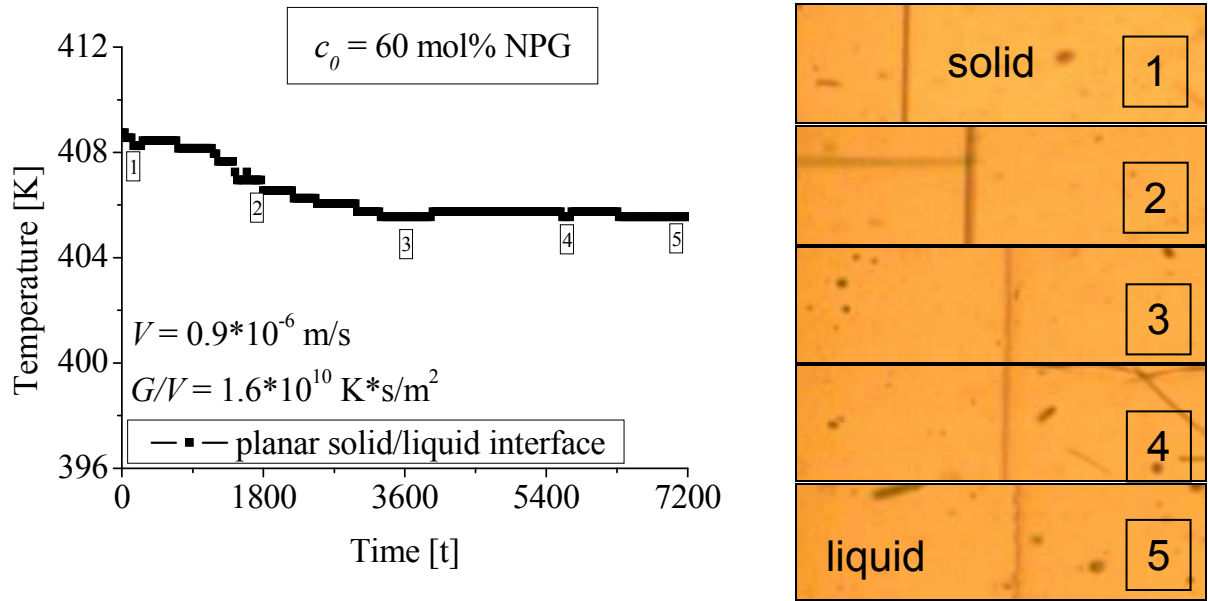 c0 = 60 mol% NPG
412
408
404
400
396
Temperature [K]
1
2
3
4
5
V = 0.9*10-6 m/s
G/V = 1.6*1010 K*s/m2
planar solid/liquid interface
0
1800
3600
5400
7200
Time [t]
solid
1
2
3
4
liquid
5